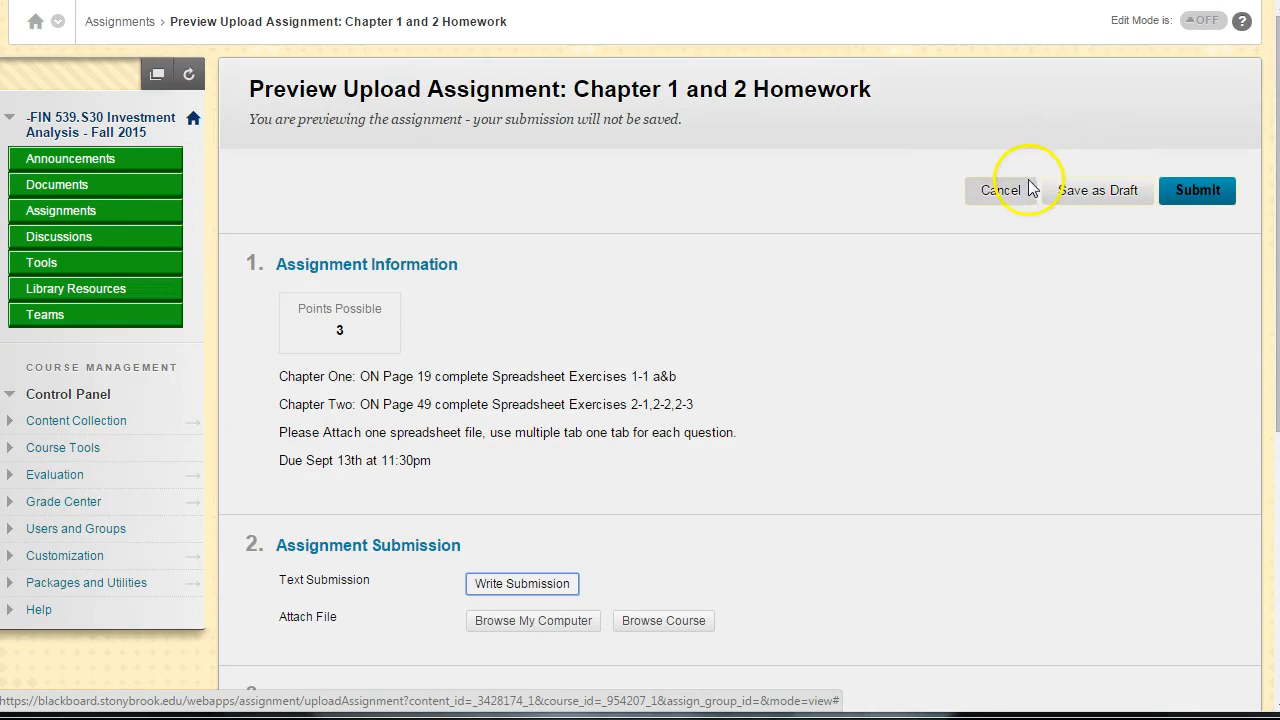 Assignments > Preview Upload Assignment: Chapter 1 and 2 Homework
Edit Mode is: OFF ?
-FIN 539.S30 Investment
Analysis - Fall 2015
Announcements
Documents
Assignments
Discussions
Tools
Library Resources
Teams
COURSE MANAGEMENT
Control Panel
Content Collection
Course Tools
Evaluation
Grade Center
Users and Groups
Customization
Packages and Utilities
Help
Preview Upload Assignment: Chapter 1 and 2 Homework
You are previewing the assignment - your submission will not be saved.
Cancel Save as Draft Submit
1. Assignment Information
Points Possible
3
Chapter One: ON Page 19 complete Spreadsheet Exercises 1-1 a&b
Chapter Two: ON Page 49 complete Spreadsheet Exercises 2-1,2-2,2-3
Please Attach one spreadsheet file, use multiple tab one tab for each question.
Due Sept 13th at 11:30pm
2. Assignment Submission
Text Submission Write Submission
Attach File Browse My Computer Browse Course
https://blackboard.stonybrook.edu/webapps/assignment/uploadAssignment?content_id=_3428174_1&course_id=_954207_1&assign_group_id=&mode=view#